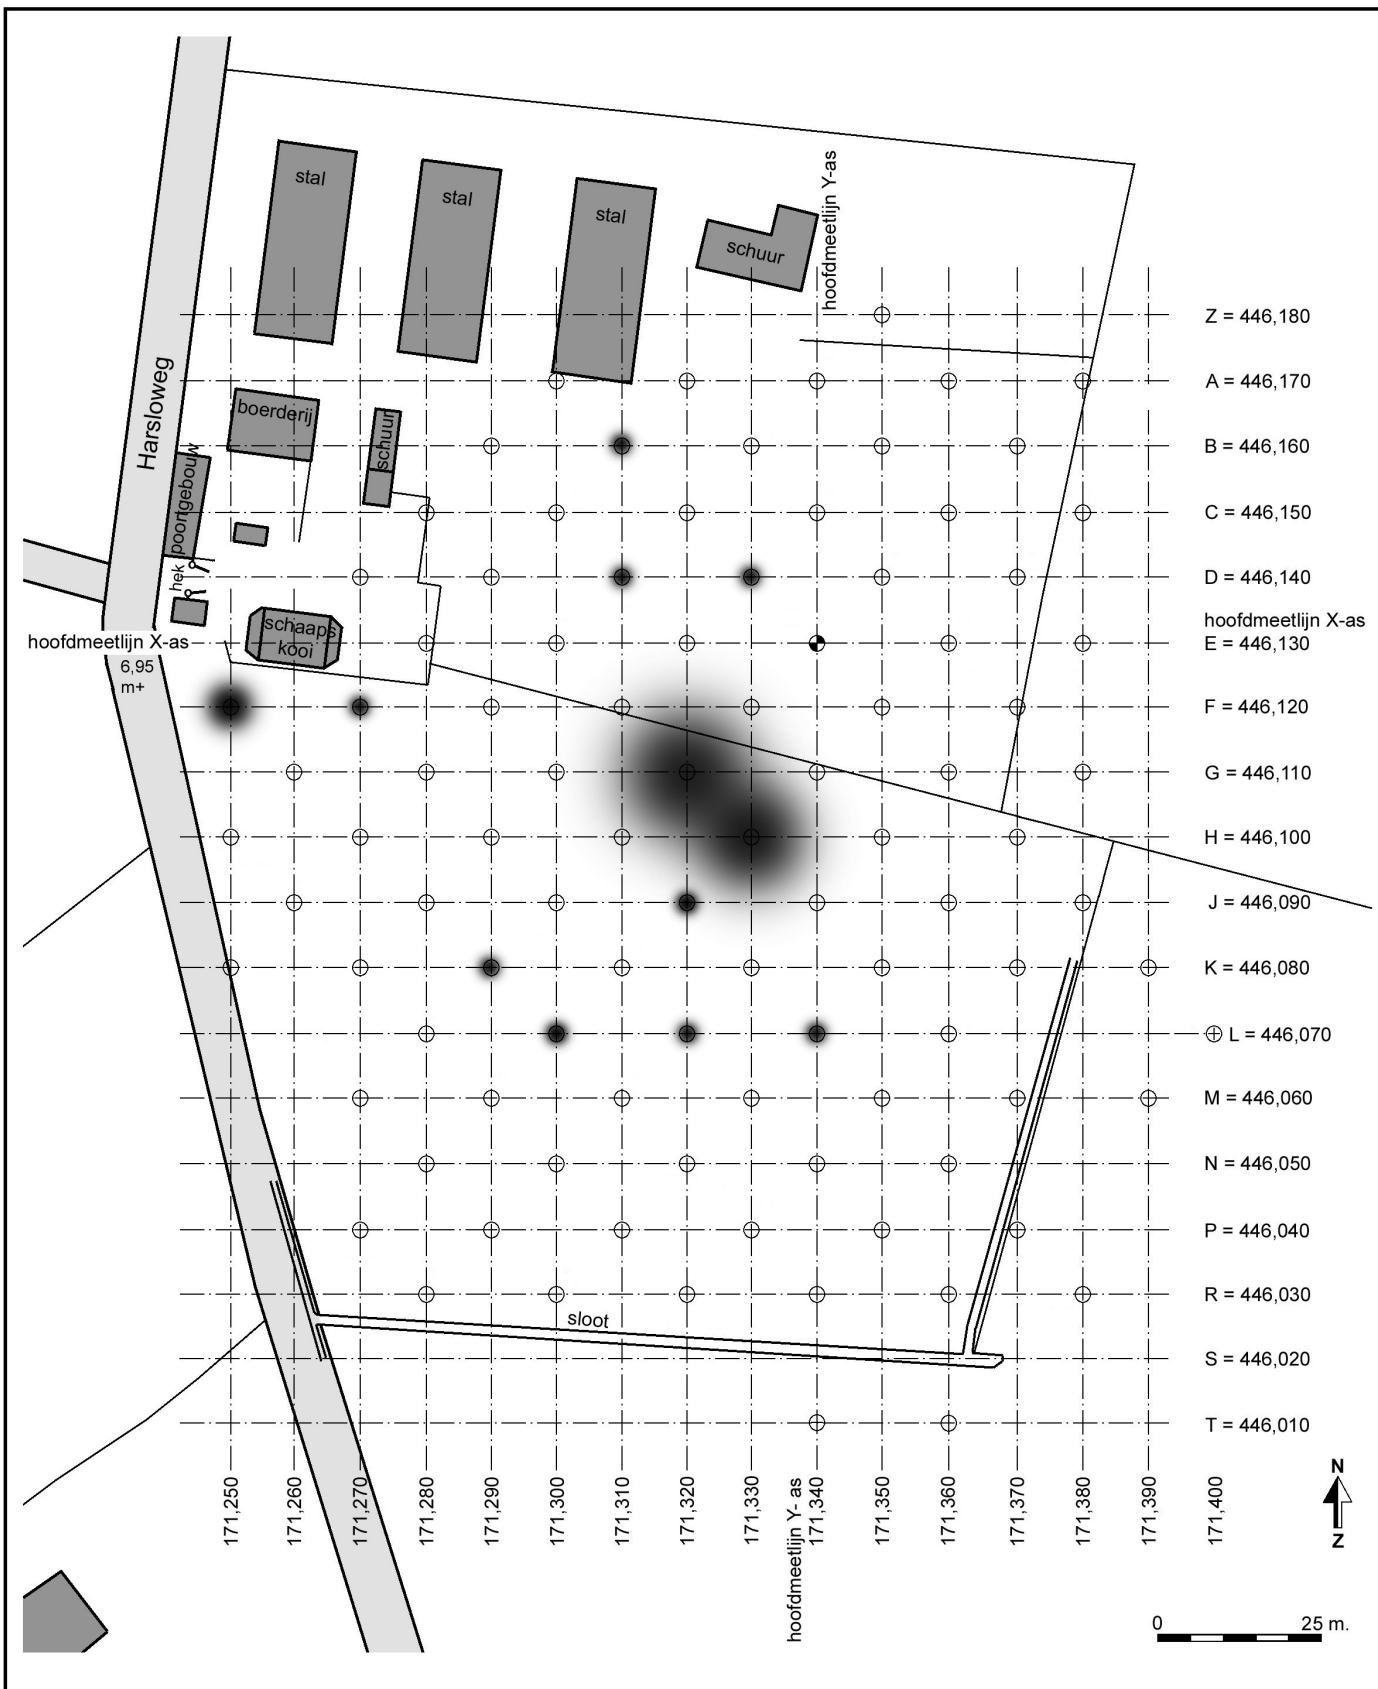 stal
stal
stal
schuur
hoofdmeetlijn Y-as
Z = 446,180
Harsloweg
A = 446,170
boerderij
schuur
B = 446,160
poortgebouw
C = 446,150
hek
D = 446,140
hoofdmeetlijn X-as
schaaps
kooi
hoofdmeetlijn X-as
E = 446,130
6,95
m+
F = 446,120
G = 446,110
H = 446,100
J = 446,090
K = 446,080
L = 446,070
M = 446,060
N = 446,050
P = 446,040
R = 446,030
sloot
S = 446,020
T = 446,010
171,250
171,260
171,270
171,280
171,290
171,300
171,310
171,320
171,330
171,340
171,350
171,360
171,370
171,380
171,390
171,400
hoofdmeetlijn Y- as
N
Z
0 25 m.